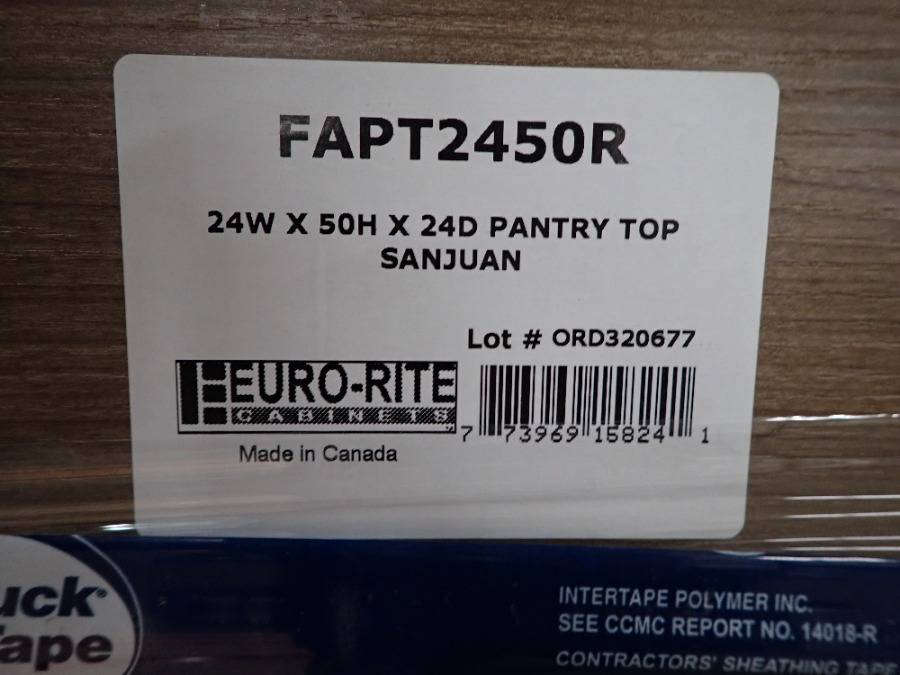 FAPT2450R
24W X 50H X 24D PANTRY TOP
SANJUAN
Lot # ORD320677
EURO-RITE
CABINETS
Made in Canada
7 73969 15824 1
Tape
INTERTAPE POLYMER INC.
SEE CCMC REPORT NO. 14018-R
CONTRACTORS' SHEATHING TAPE